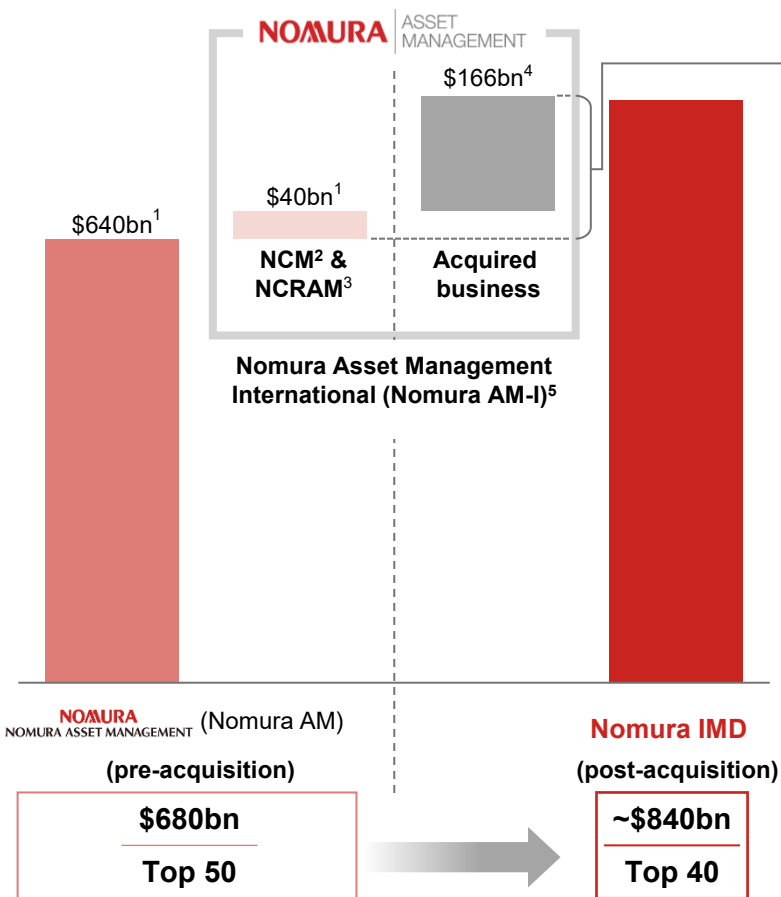 NOMURA
ASSET
MANAGEMENT
$166bn4
$40bn1
$640bn1
NCM2 &
NCRAM3
Acquired
business
Nomura Asset Management
International (Nomura AM-I)5
NOMURA
NOMURA ASSET MANAGEMENT (Nomura AM)
Nomura IMD
(pre-acquisition)
(post-acquisition)
$680bn
Top 50
~$840bn
Top 40